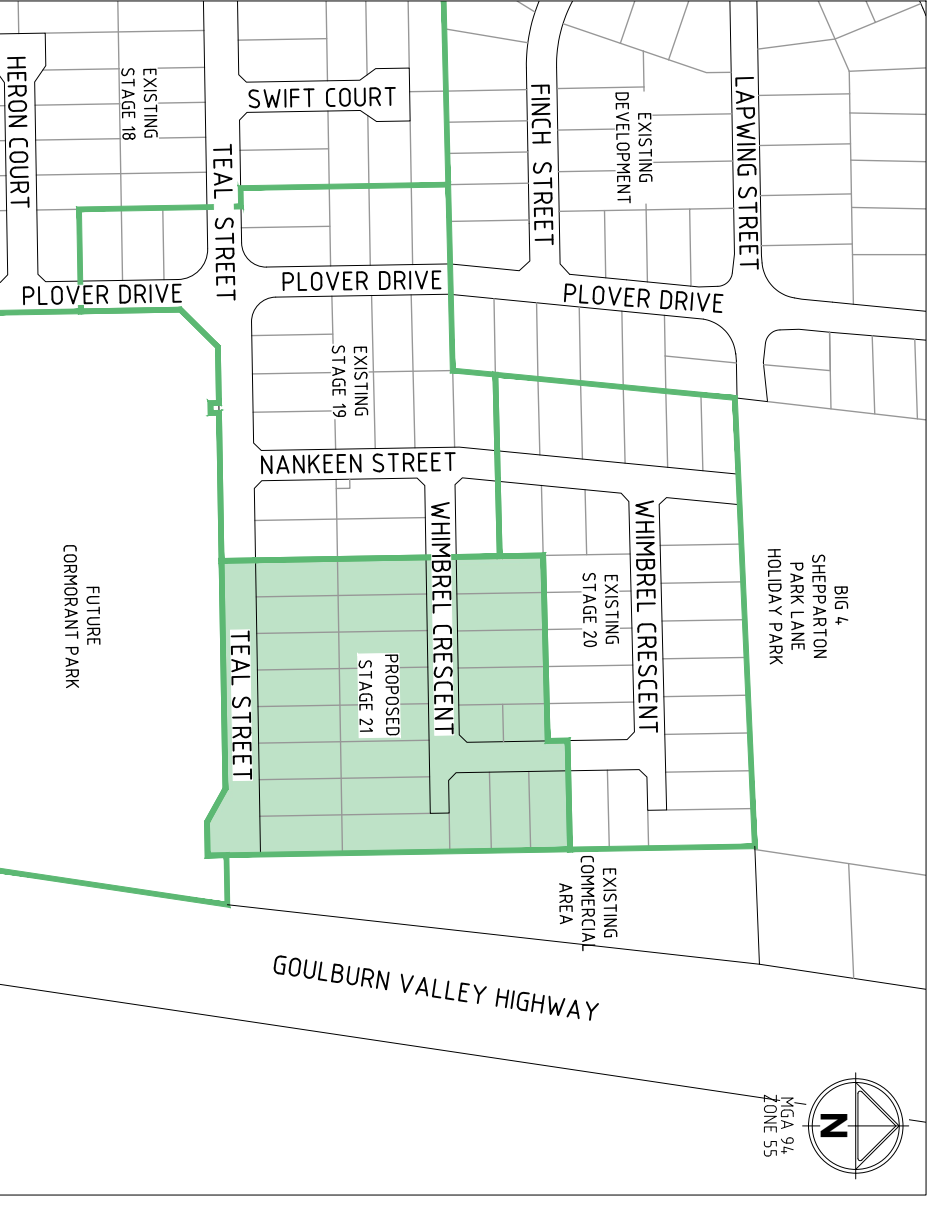 HERON COURT
EXISTING
STAGE 18
SWIFT COURT
TEAL STREET
PLOVER DRIVE
PLOVER DRIVE
PLOVER DRIVE
FINCH STREET
EXISTING
DEVELOPMENT
LAPWING STREET
EXISTING
STAGE 19
NANKEEN STREET
WHIMBREL CRESCENT
WHIMBREL CRESCENT
EXISTING
STAGE 20
BIG 4
SHEPPARTON
PARK LANE
HOLIDAY PARK
FUTURE
CORMORANT PARK
TEAL STREET
PROPOSED
STAGE 21
EXISTING
COMMERCIAL
AREA
GOULBURN VALLEY HIGHWAY
N
MGA 94
ZONE 55